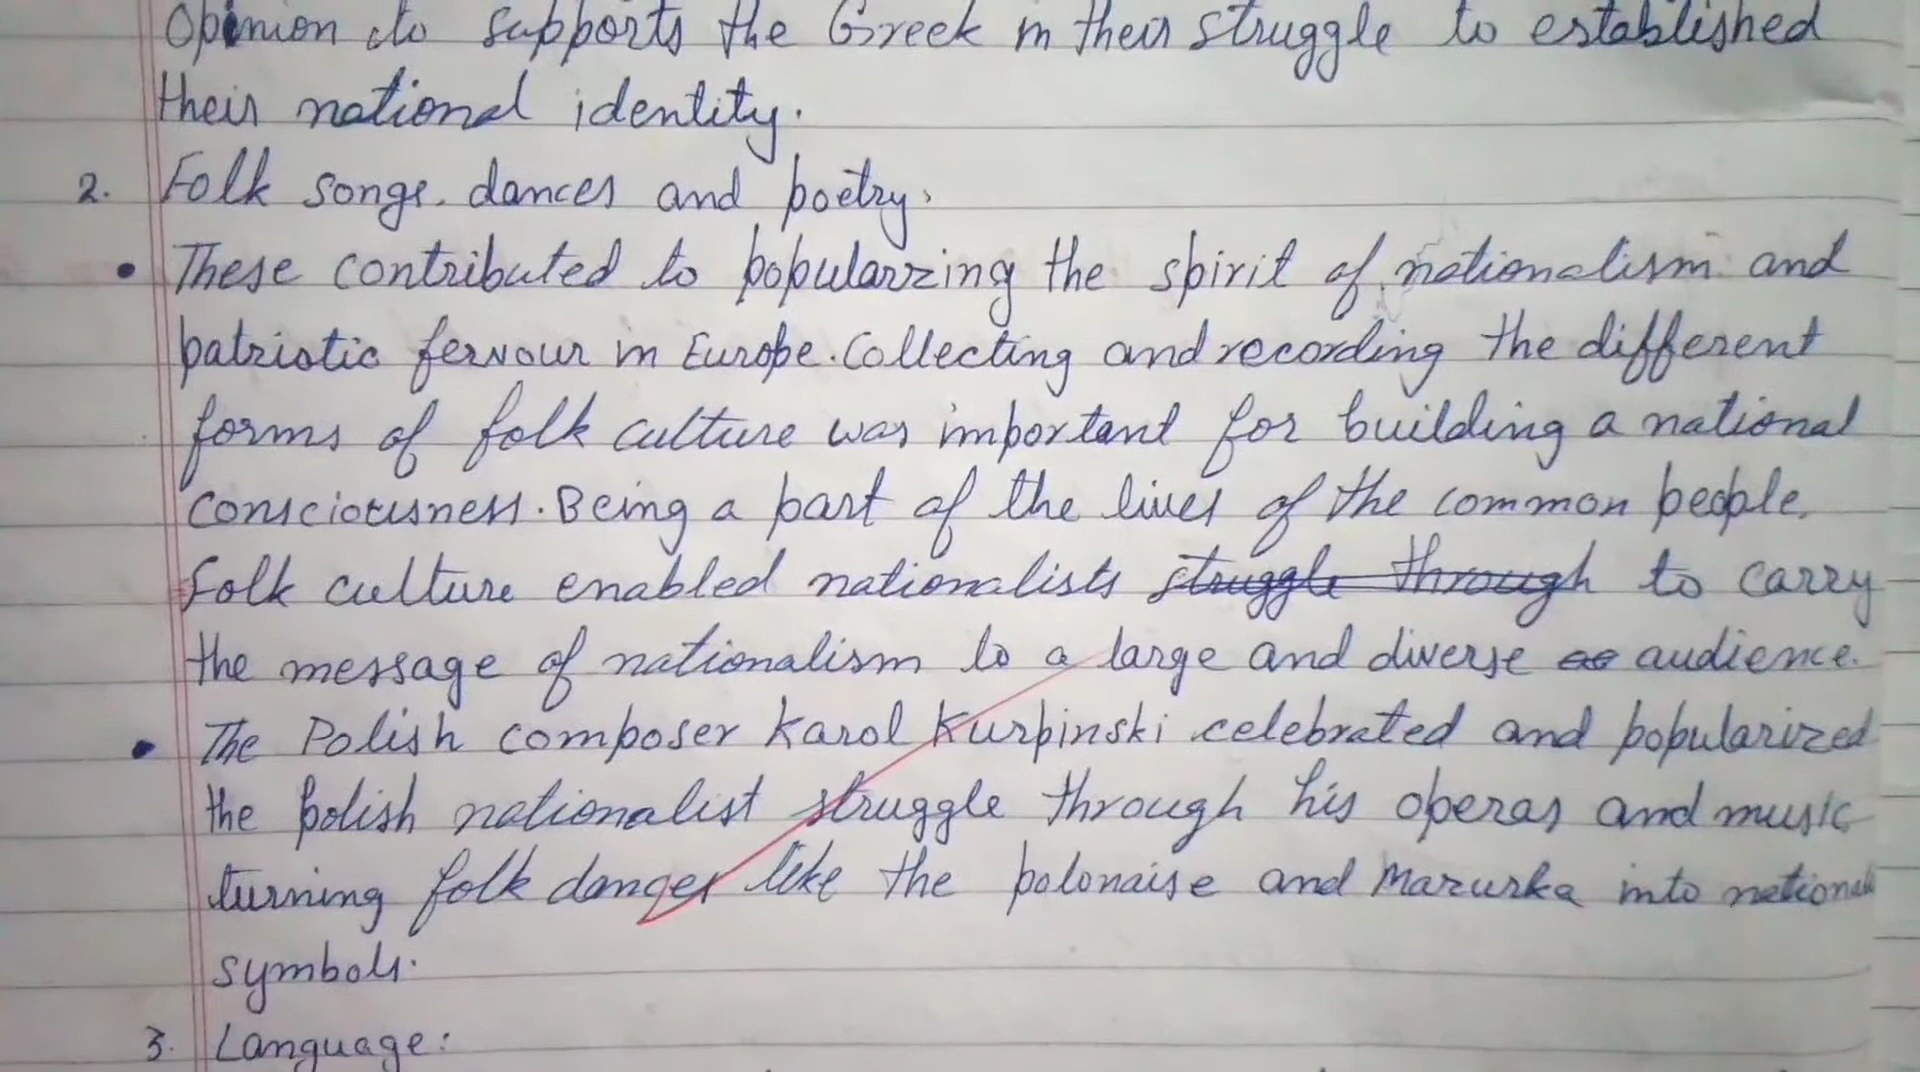 Opinion to supports the Greek in their struggle to established
their national identity.
2. Folk songs, dances and poetry,
• These contributed to popularizing the spirit of nationalism and
patriotic fervour in Europe. Collecting and recording the different
forms of folk culture was important for building a national
consciousness. Being a part of the lives of the common people,
Folk culture enabled nationalists struggle through to carry
the message of nationalism to a large and diverse audience.
• The Polish composer Karol Kurpinski celebrated and popularized
the polish nationalist struggle through his operas and music
turning folk dances like the polonaise and Mazurka into national
symbols.
3. Language: